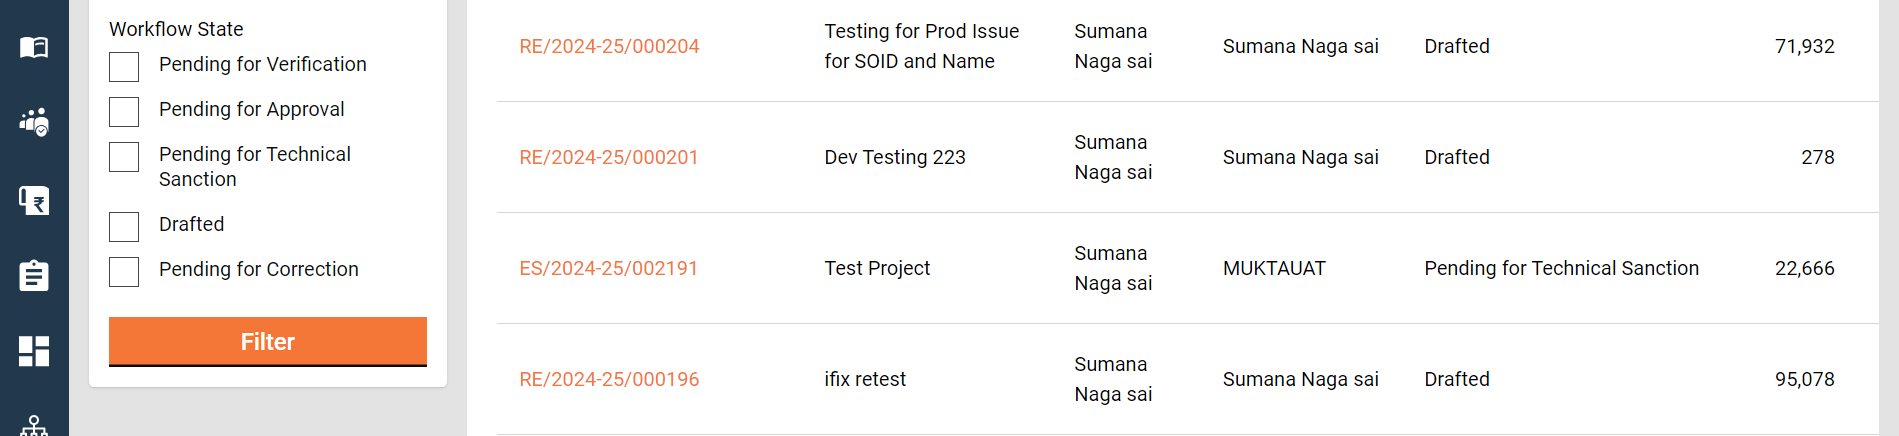 Workflow State
Pending for Verification
Pending for Approval
Pending for Technical
Sanction
Drafted
Pending for Correction
Filter
RE/2024-25/000204
Testing for Prod Issue
for SOID and Name
Sumana
Naga sai
Sumana Naga sai
Drafted
71,932
RE/2024-25/000201
Dev Testing 223
Sumana
Naga sai
Sumana Naga sai
Drafted
278
ES/2024-25/002191
Test Project
Sumana
Naga sai
MUKTAUAT
Pending for Technical Sanction
22,666
RE/2024-25/000196
ifix retest
Sumana
Naga sai
Sumana Naga sai
Drafted
95,078